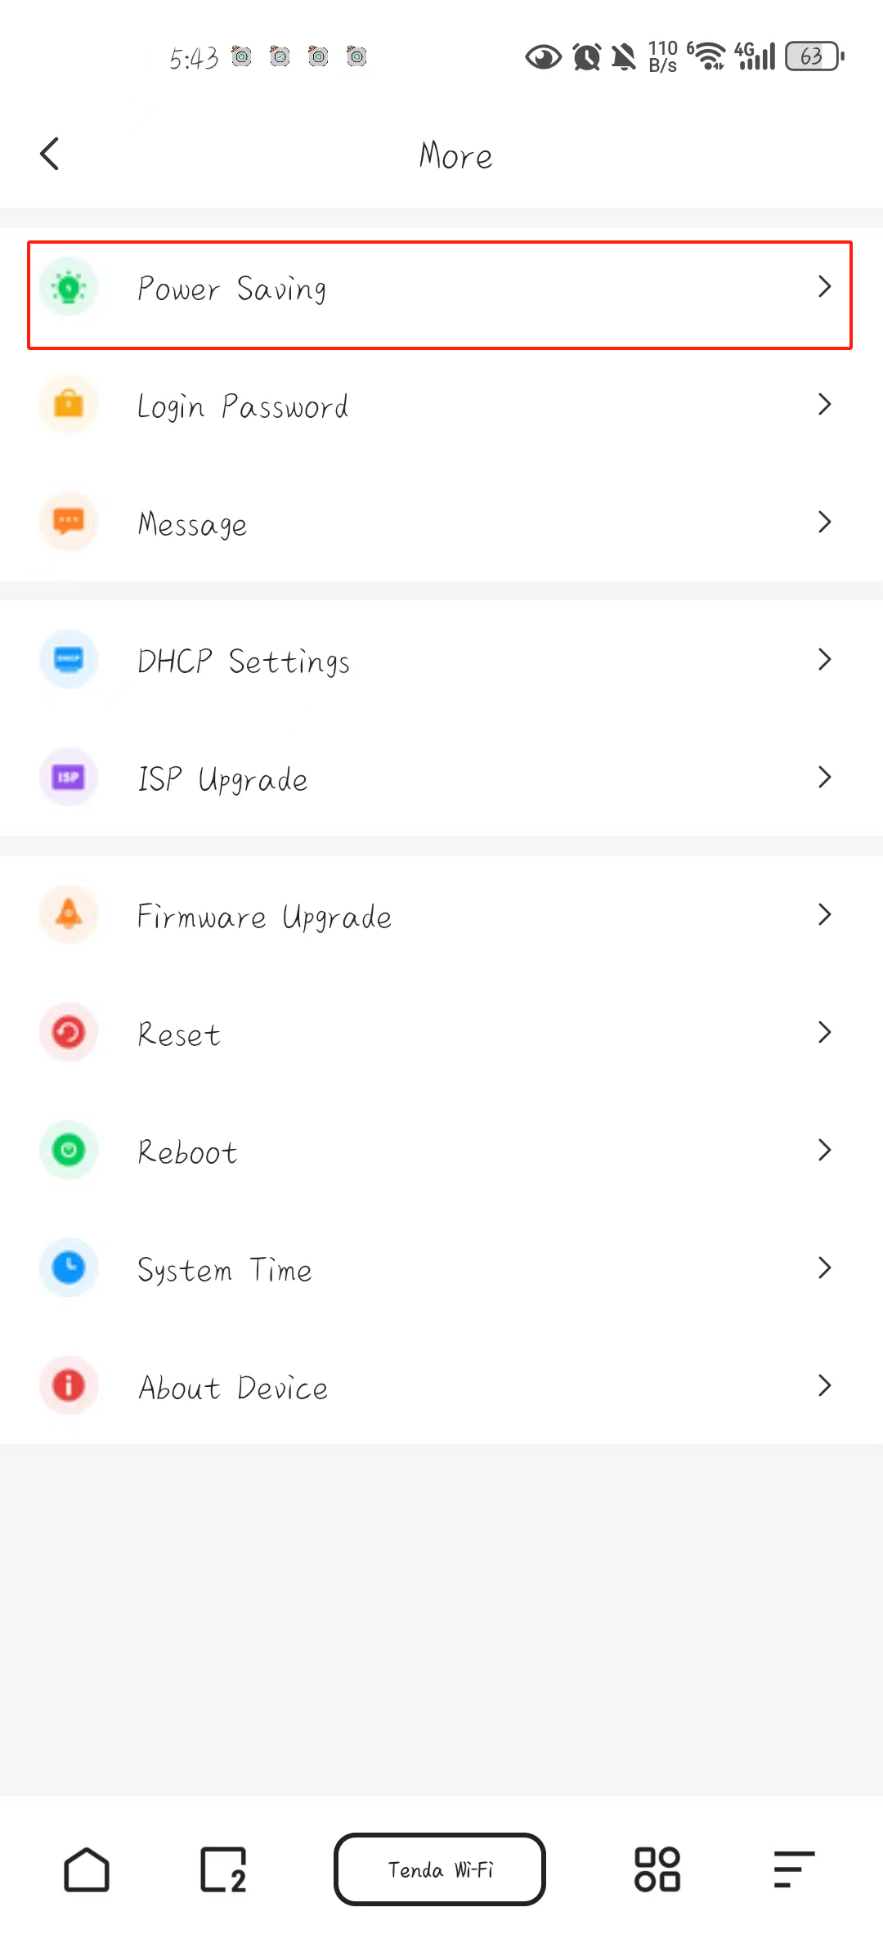 5:43 110 B/s 6 4G 63
More
Power Saving
Login Password
Message
DHCP Settings
ISP Upgrade
Firmware Upgrade
Reset
Reboot
System Time
About Device
2 Tenda Wi-Fi